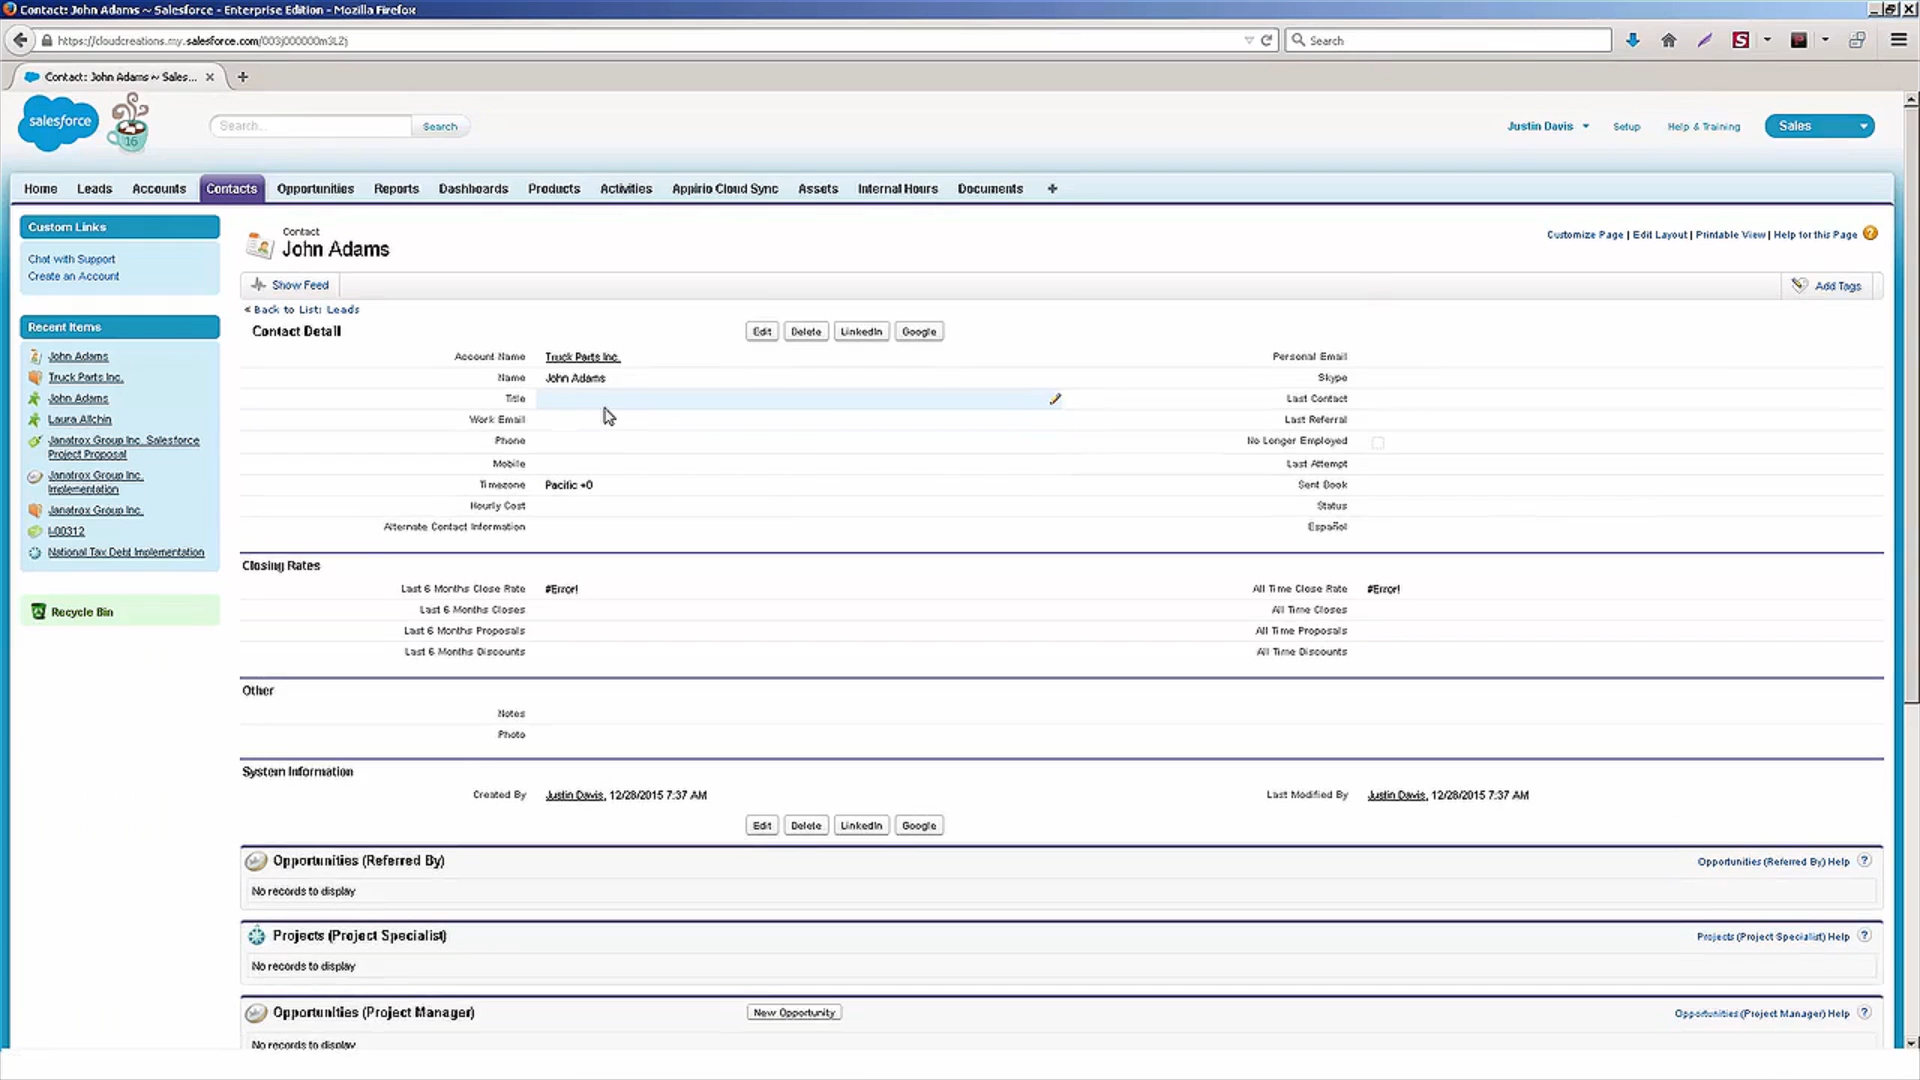 Contact: John Adams ~ Salesforce - Enterprise Edition - Mozilla Firefox
https://cloudcreations.my.salesforce.com/003j000000m3LZj
Search
Contact: John Adams ~ Sales...
salesforce
16
Search...
Search
Justin Davis
Setup
Help & Training
Sales
Home Leads Accounts Contacts Opportunities Reports Dashboards Products Activities Appirio Cloud Sync Assets Internal Hours Documents +
Custom Links
Chat with Support
Create an Account
Recent Items
John Adams
Truck Parts Inc.
John Adams
Laura Allchin
Janatrox Group Inc. Salesforce
Project Proposal
Janatrox Group Inc.
Implementation
Janatrox Group Inc.
I-00312
National Tax Debt Implementation
Recycle Bin
Contact
John Adams
Customize Page | Edit Layout | Printable View | Help for this Page ?
Show Feed
Add Tags
« Back to List: Leads
Contact Detail
Edit Delete LinkedIn Google
Account Name Truck Parts Inc. Personal Email
Name John Adams Skype
Title Last Contact
Work Email Last Referral
Phone No Longer Employed
Mobile Last Attempt
Timezone Pacific +0 Sent Book
Hourly Cost Status
Alternate Contact Information Español
Closing Rates
Last 6 Months Close Rate #Error! All Time Close Rate #Error!
Last 6 Months Closes All Time Closes
Last 6 Months Proposals All Time Proposals
Last 6 Months Discounts All Time Discounts
Other
Notes
Photo
System Information
Created By Justin Davis, 12/28/2015 7:37 AM Last Modified By Justin Davis, 12/28/2015 7:37 AM
Edit Delete LinkedIn Google
Opportunities (Referred By) Opportunities (Referred By) Help ?
No records to display
Projects (Project Specialist) Projects (Project Specialist) Help ?
No records to display
Opportunities (Project Manager) New Opportunity Opportunities (Project Manager) Help ?
No records to display